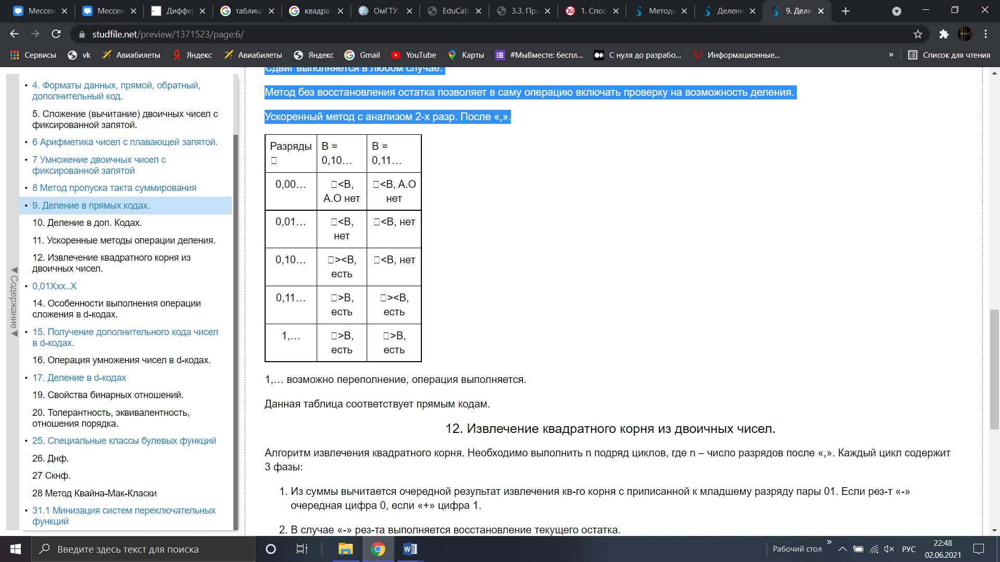 Мессен
Мессен
Диффер
таблица
квадрат
ОмГТУ:
EduCab
3.3. Пра
1. Спос
Методы
Делени
9. Деле
studfile.net/preview/1371523/page:6/
Сервисы
vk
Авиабилеты
Яндекс
Авиабилеты
Яндекс
Gmail
YouTube
Карты
#МыВместе: беспл...
С нуля до разрабо...
Информационные...
»
Список для чтения
◀ Содержание ◀
• 4. Форматы данных, прямой, обратный,
дополнительный код.
5. Сложение (вычитание) двоичных чисел с
фиксированной запятой.
• 6 Арифметика чисел с плавающей запятой.
• 7 Умножение двоичных чисел с
фиксированной запятой
• 8 Метод пропуска такта суммирования
• 9. Деление в прямых кодах.
10. Деление в доп. Кодах.
11. Ускоренные методы операции деления.
12. Извлечение квадратного корня из
двоичных чисел.
• 0,01Xxx..X
14. Особенности выполнения операции
сложения в d-кодах.
• 15. Получение дополнительного кода чисел
в d-кодах.
16. Операция умножения чисел в d-кодах.
• 17. Деление в d-кодах
19. Свойства бинарных отношений.
20. Толерантность, эквивалентность,
отношения порядка.
• 25. Специальные классы булевых функций
26. Днф.
27 Скнф.
28 Метод Квайна-Мак-Класки
• 31.1 Минизация систем переключательных
функций
Сдвиг выполняется в любом случае.
Метод без восстановления остатка позволяет в саму операцию включать проверку на возможность деления.
Ускоренный метод с анализом 2-х разр. После «,».
Разряды □ B = 0,10… B = 0,11…
0,00… □<B, А.О нет □<B, А.О нет
0,01… □<B, нет □<B, нет
0,10… □><B, есть □<B, нет
0,11… □>B, есть □><B, есть
1,… □>B, есть □>B, есть
1,… возможно переполнение, операция выполняется.
Данная таблица соответствует прямым кодам.
12. Извлечение квадратного корня из двоичных чисел.
Алгоритм извлечения квадратного корня. Необходимо выполнить n подряд циклов, где n – число разрядов после «,». Каждый цикл содержит
3 фазы:
1. Из суммы вычитается очередной результат извлечения кв-го корня с приписанной к младшему разряду пары 01. Если рез-т «-»
очередная цифра 0, если «+» цифра 1.
2. В случае «-» рез-та выполняется восстановление текущего остатка.
Введите здесь текст для поиска
Рабочий стол
»
РУС
22:48
02.06.2021